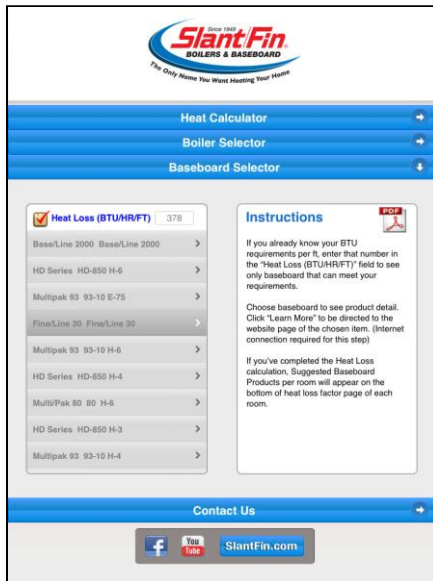 Since 1949
Slant/Fin®
BOILERS & BASEBOARD
The Only Name You Want Heating Your Home
Heat Calculator
Boiler Selector
Baseboard Selector
Heat Loss (BTU/HR/FT) 378
Base/Line 2000 Base/Line 2000
HD Series HD-850 H-6
Multipak 93 93-10 E-75
Fine/Line 30 Fine/Line 30
Multipak 93 93-10 H-6
HD Series HD-850 H-4
Multi/Pak 80 80 H-6
HD Series HD-850 H-3
Multipak 93 93-10 H-4
Instructions
PDF
If you already know your BTU
requirements per ft, enter that number in
the "Heat Loss (BTU/HR/FT)" field to see
only baseboard that can meet your
requirements.
Choose baseboard to see product detail.
Click "Learn More" to be directed to the
website page of the chosen item. (Internet
connection required for this step)
If you've completed the Heat Loss
calculation, Suggested Baseboard
Products per room will appear on the
bottom of heat loss factor page of each
room.
Contact Us
f
You
Tube
SlantFin.com